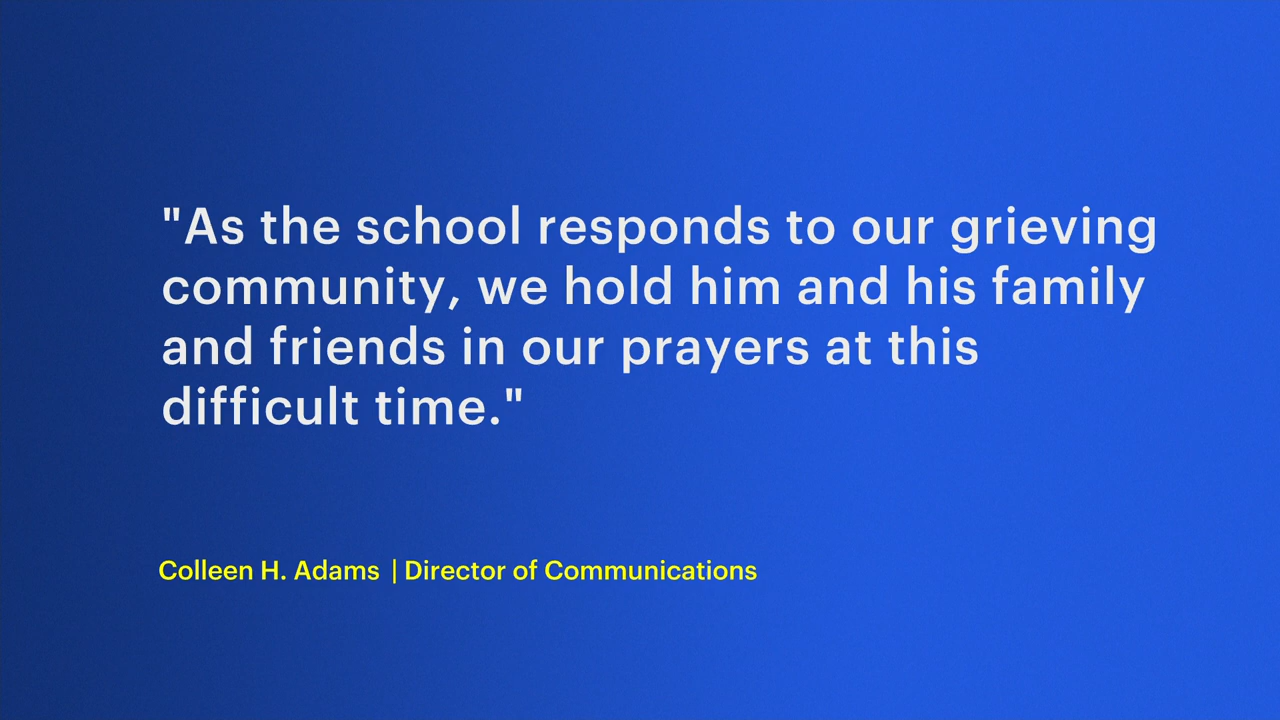 "As the school responds to our grieving
community, we hold him and his family
and friends in our prayers at this
difficult time."
Colleen H. Adams | Director of Communications